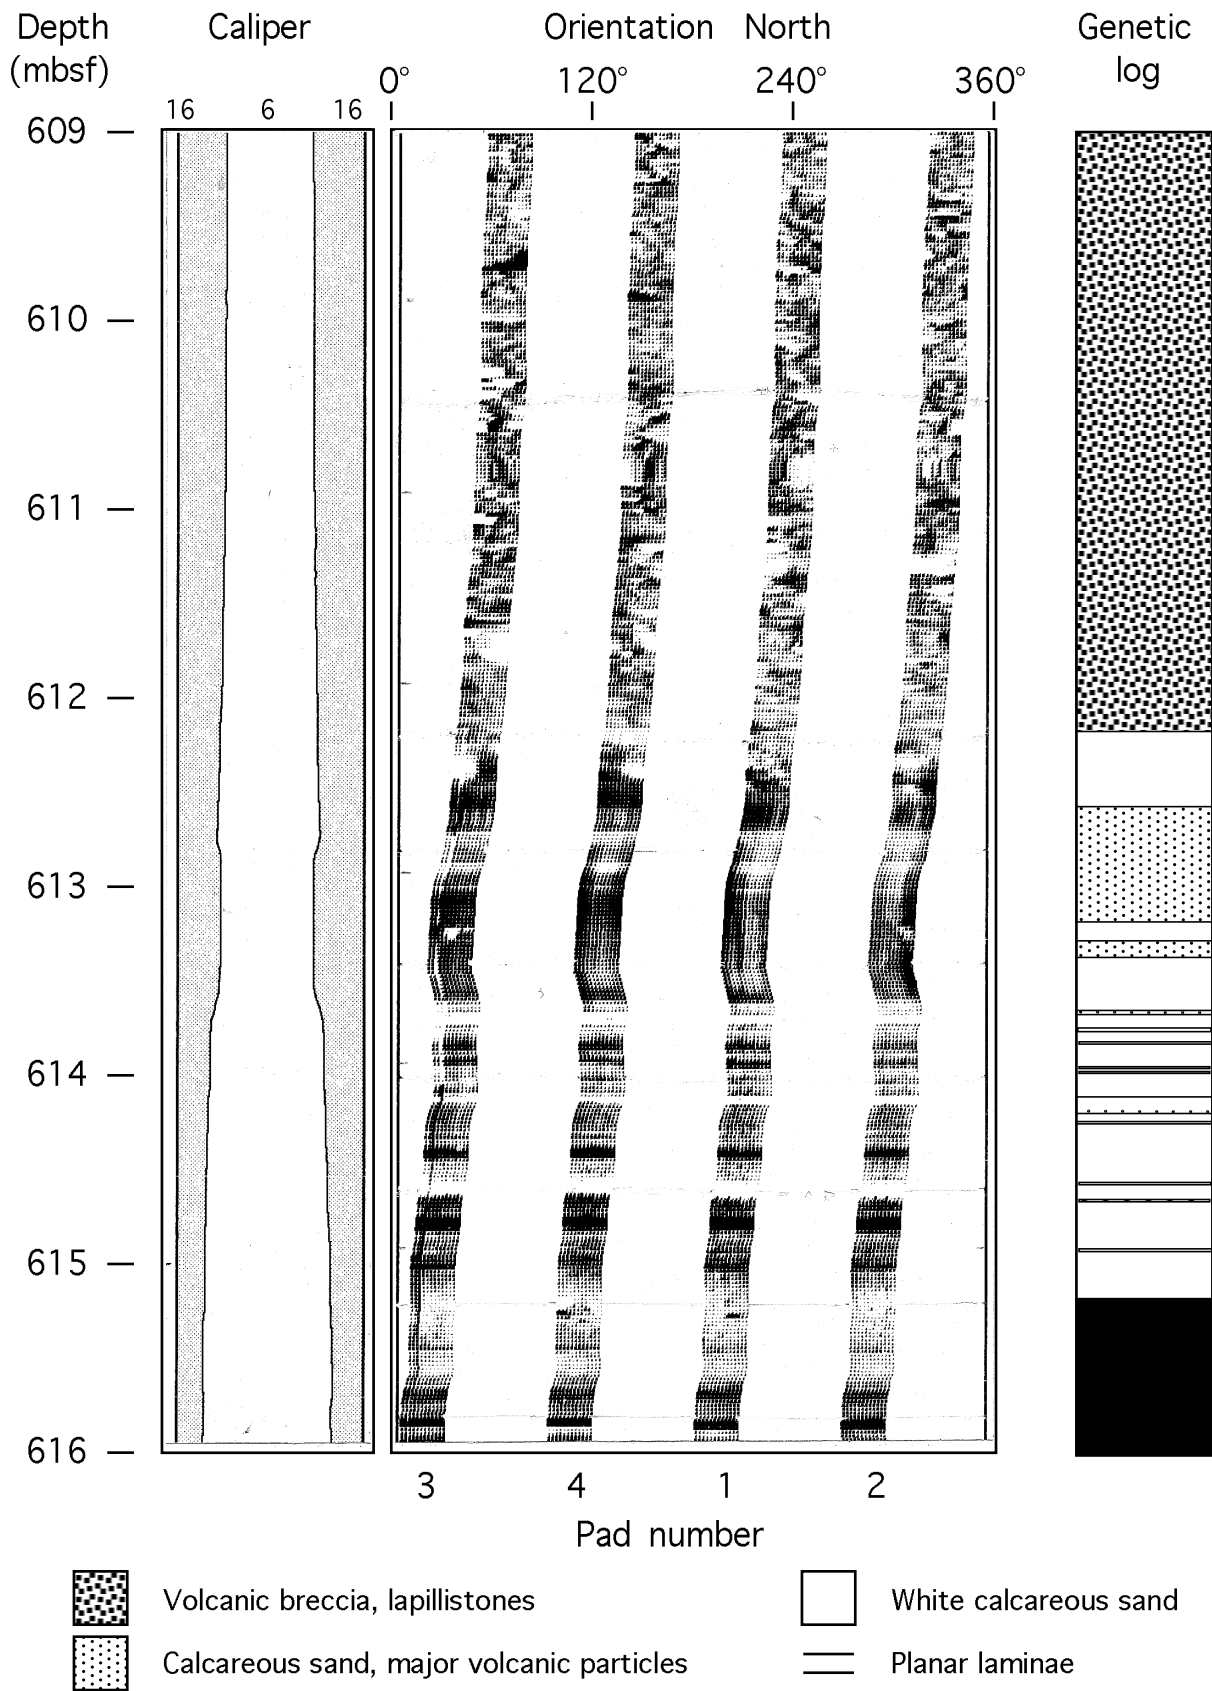 Depth
(mbsf)
Caliper
Orientation North
Genetic
log
0° 120° 240° 360°
16 6 16
609
610
611
612
613
614
615
616
3 4 1 2
Pad number
Volcanic breccia, lapillistones
White calcareous sand
Calcareous sand, major volcanic particles
Planar laminae